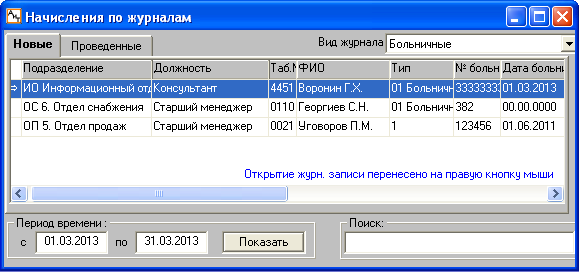 Начисления по журналам
Новые Проведенные Вид журнала Больничные
Подразделение Должность Таб.№ ФИО Тип № больн Дата больни
ИО Информационный отд Консультант 4451 Воронин Г.Х. 01 Больничн 33333333 01.03.2013
ОС 6. Отдел снабжения Старший менеджер 0110 Георгиев С.Н. 01 Больничн 382 00.00.0000
ОП 5. Отдел продаж Старший менеджер 0021 Уговоров П.М. 1 123456 01.06.2011
Открытие журн. записи перенесено на правую кнопку мыши
Период времени : Поиск:
с 01.03.2013 по 31.03.2013 Показать